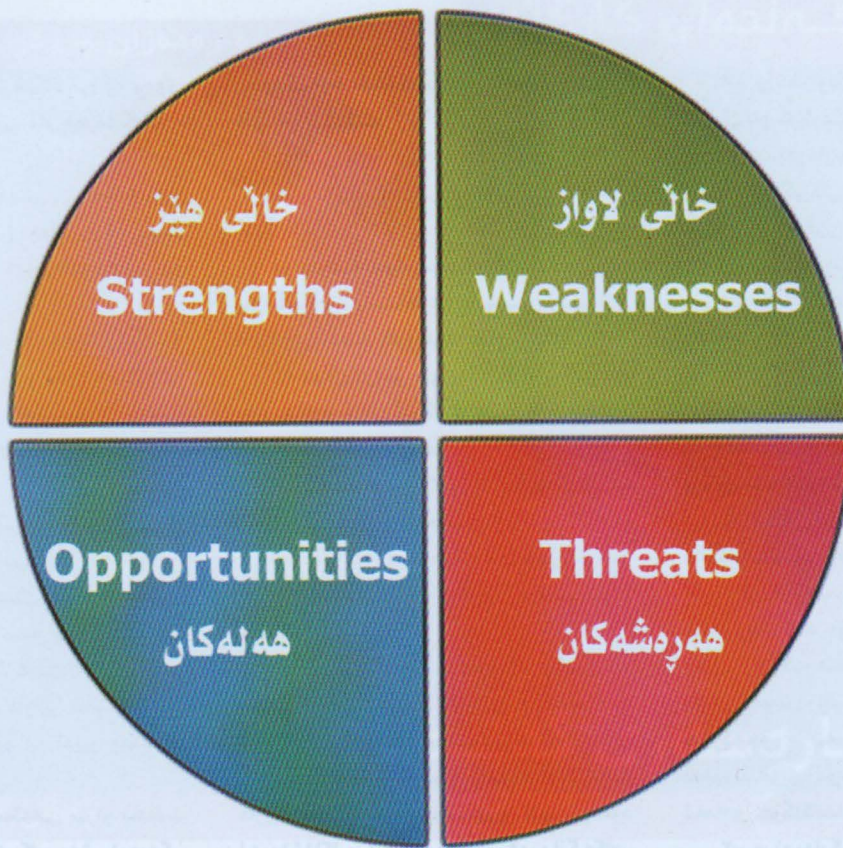 خاڵی هێز
Strengths
خاڵی لاواز
Weaknesses
Opportunities
هەلەکان
Threats
هەڕەشەکان